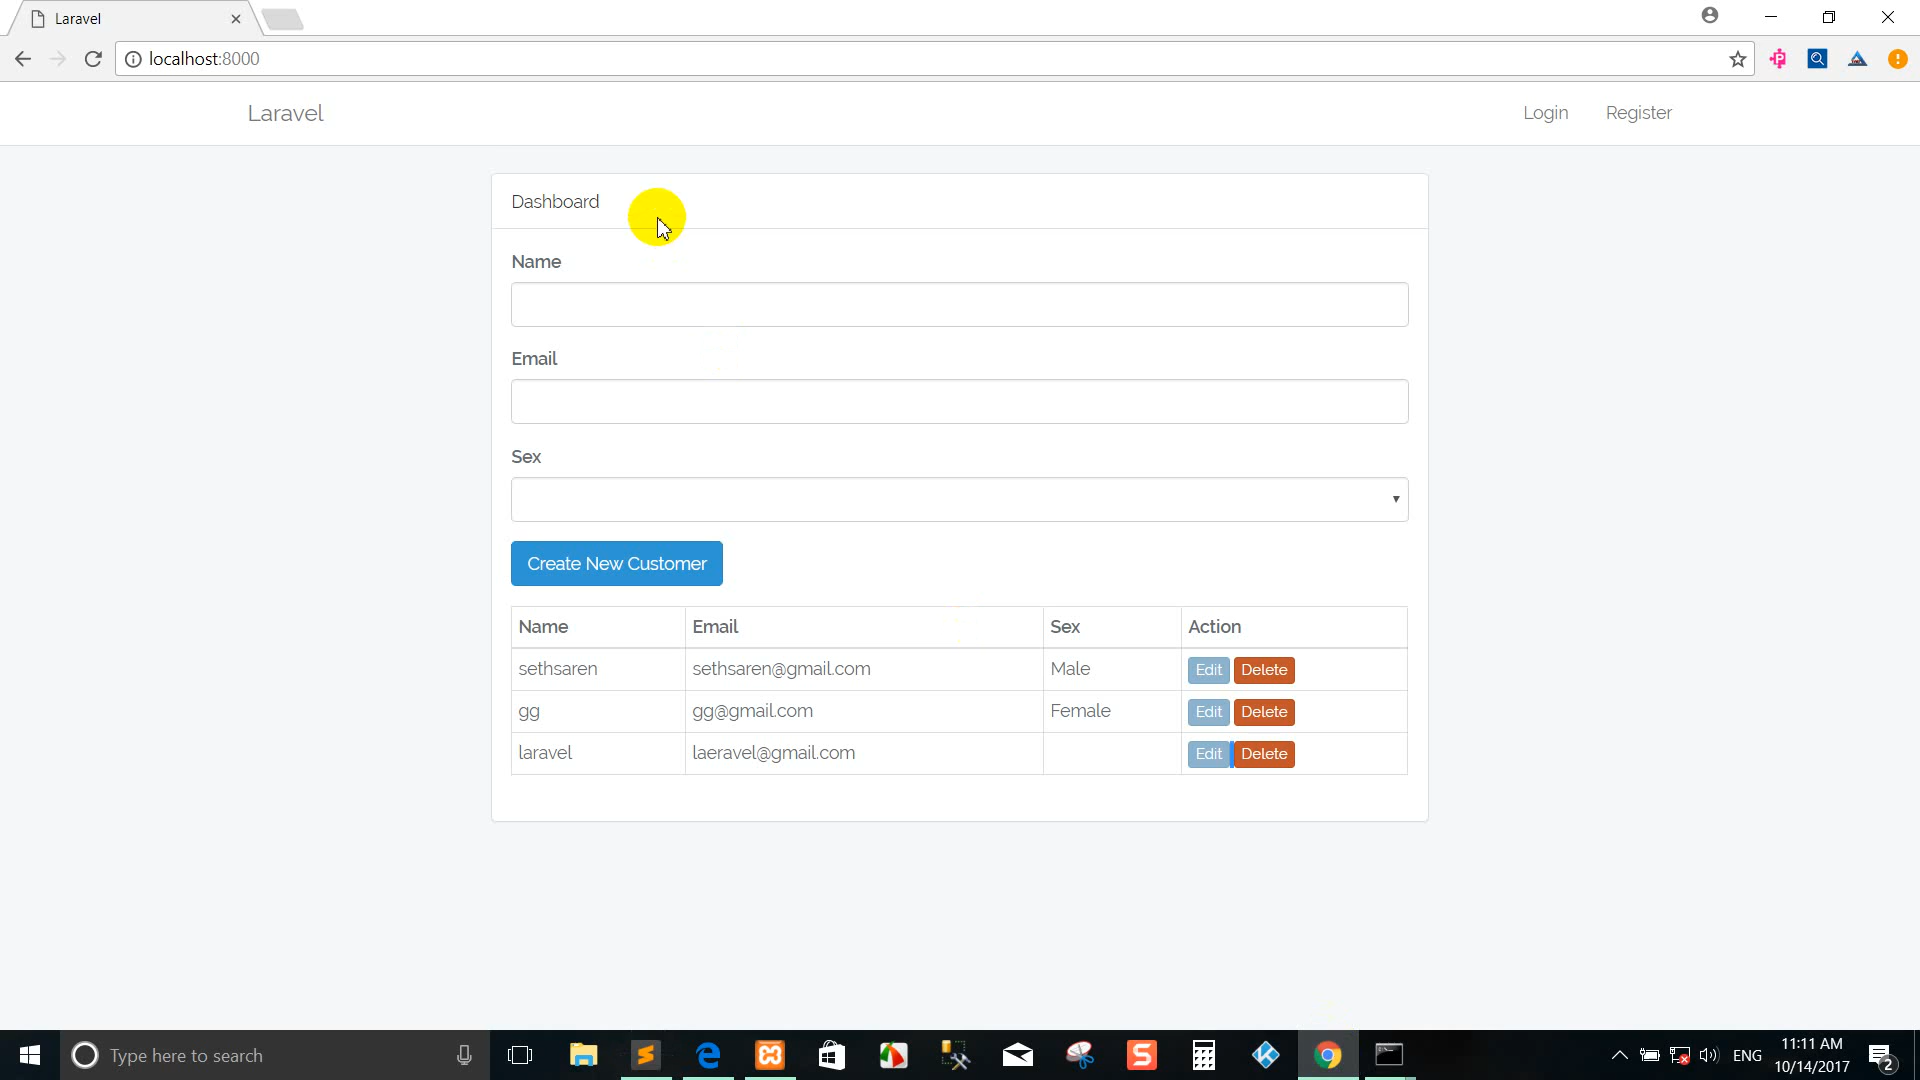 Laravel
localhost:8000
Laravel Login Register
Dashboard
Name
Email
Sex
Create New Customer
Name Email Sex Action
sethsaren sethsaren@gmail.com Male Edit Delete
gg gg@gmail.com Female Edit Delete
laravel laeravel@gmail.com Edit Delete
Type here to search ENG 11:11 AM
10/14/2017 2